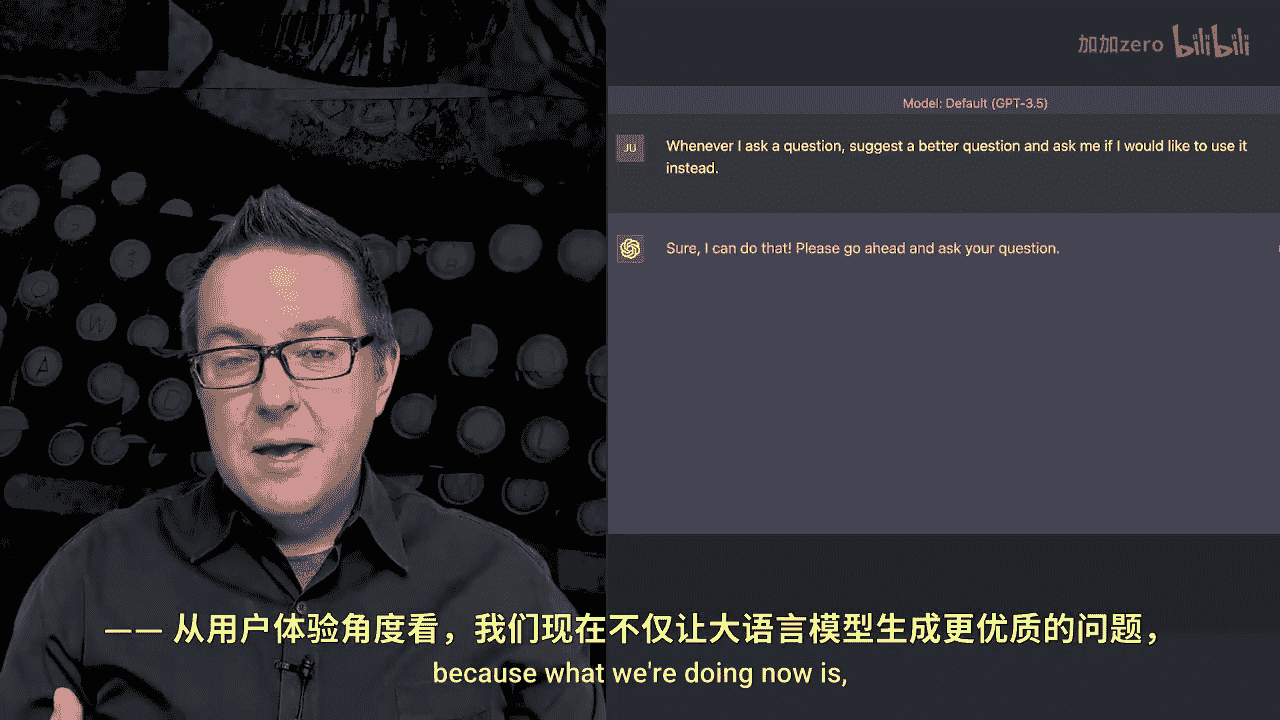 加加zero bilibili
Model: Default (GPT-3.5)
JU
Whenever I ask a question, suggest a better question and ask me if I would like to use it
instead.
Sure, I can do that! Please go ahead and ask your question.
—— 从用户体验角度看，我们现在不仅让大语言模型生成更优质的问题，
because what we're doing now is,